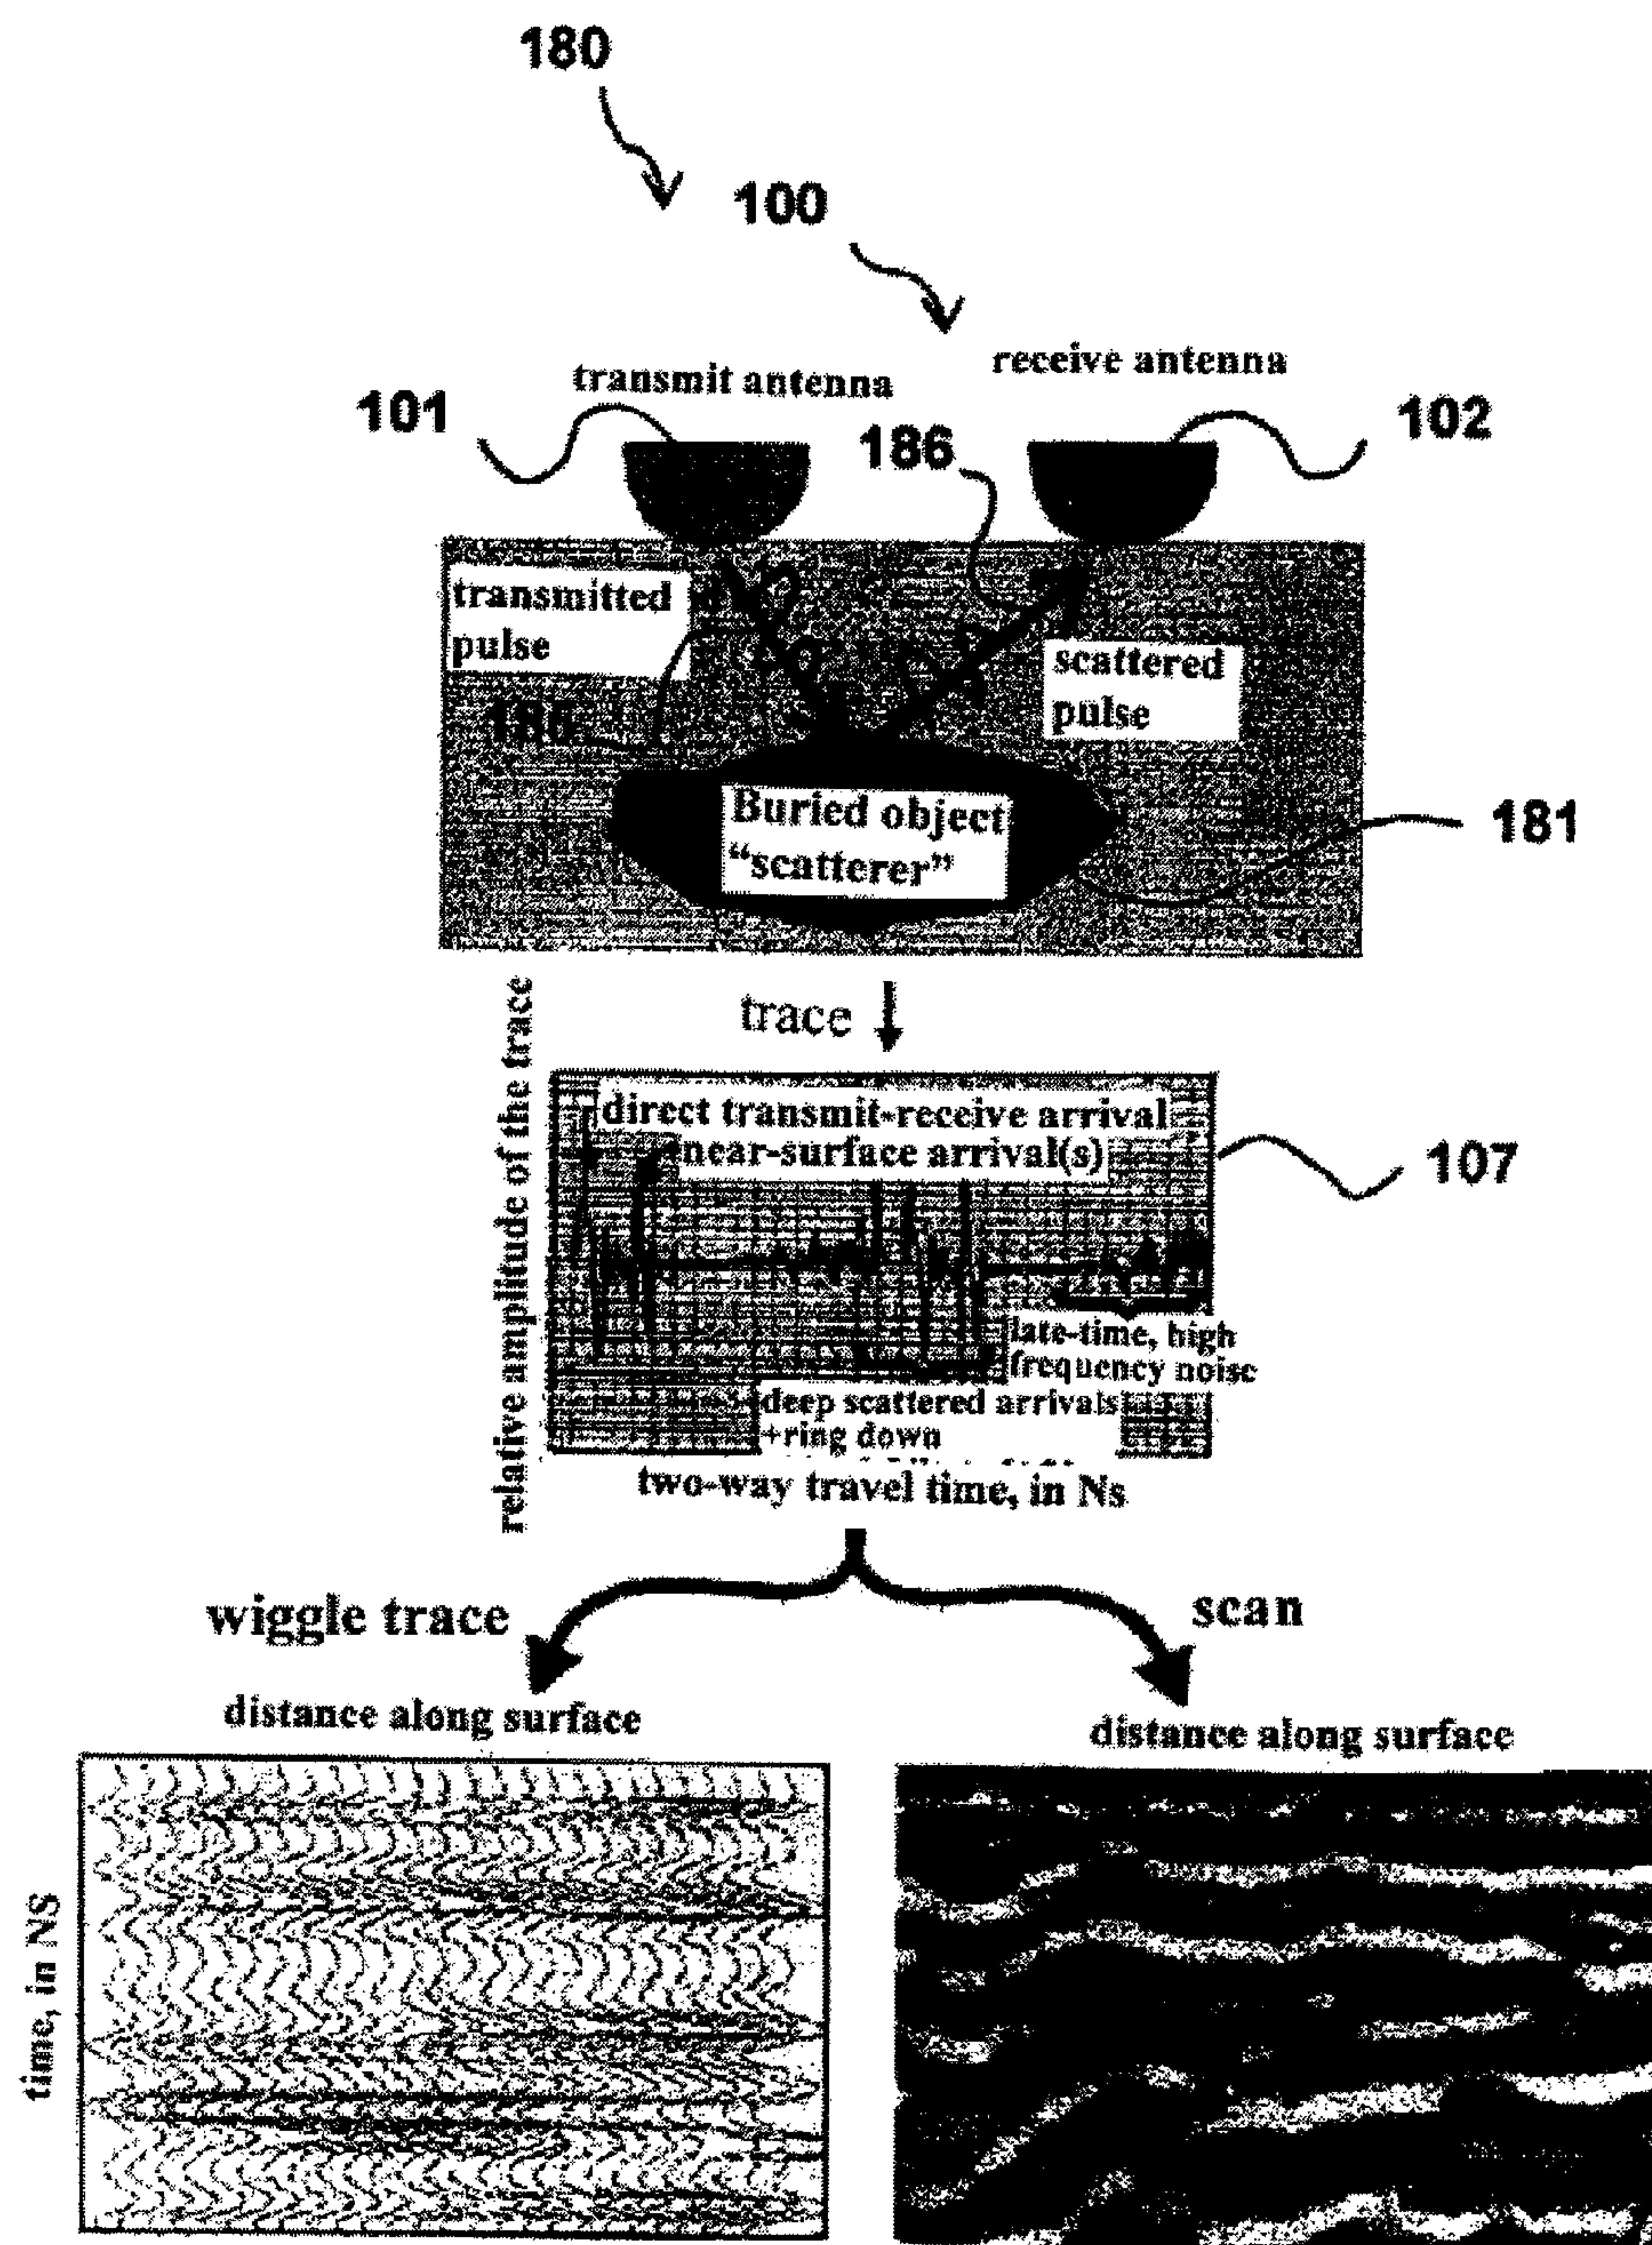 180
100
transmit antenna
receive antenna
101
186
102
transmitted
pulse
scattered
pulse
185
Buried object
"scatterer"
181
trace
relative amplitude of the trace
direct transmit-receive arrival
near-surface arrival(s)
107
late-time, high
frequency noise
deep scattered arrivals
+ring down
two-way travel time, in Ns
wiggle trace
scan
distance along surface
distance along surface
time, in NS